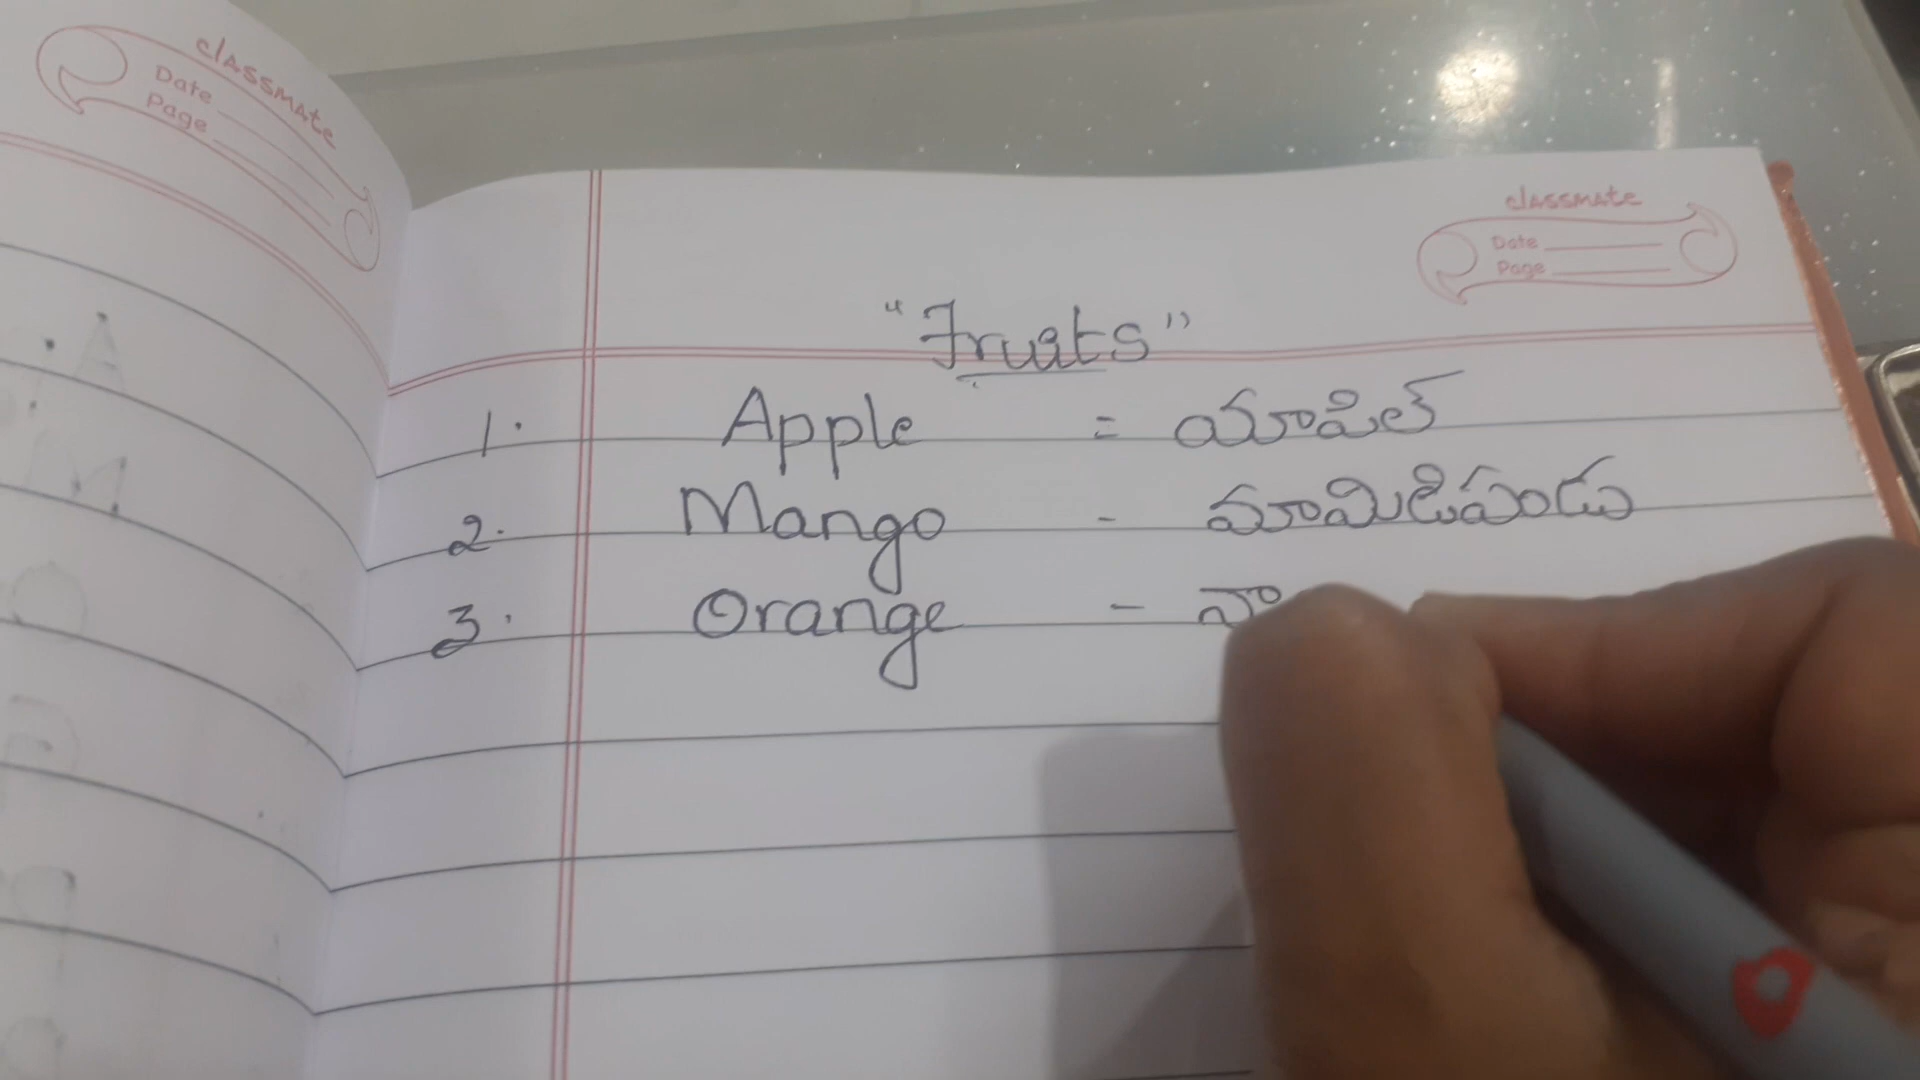 classmate
Date
Page
classmate
Date
Page
"Fruits"
1. Apple = యాపిల్
2. Mango - మామిడిపండు
3. Orange - నా